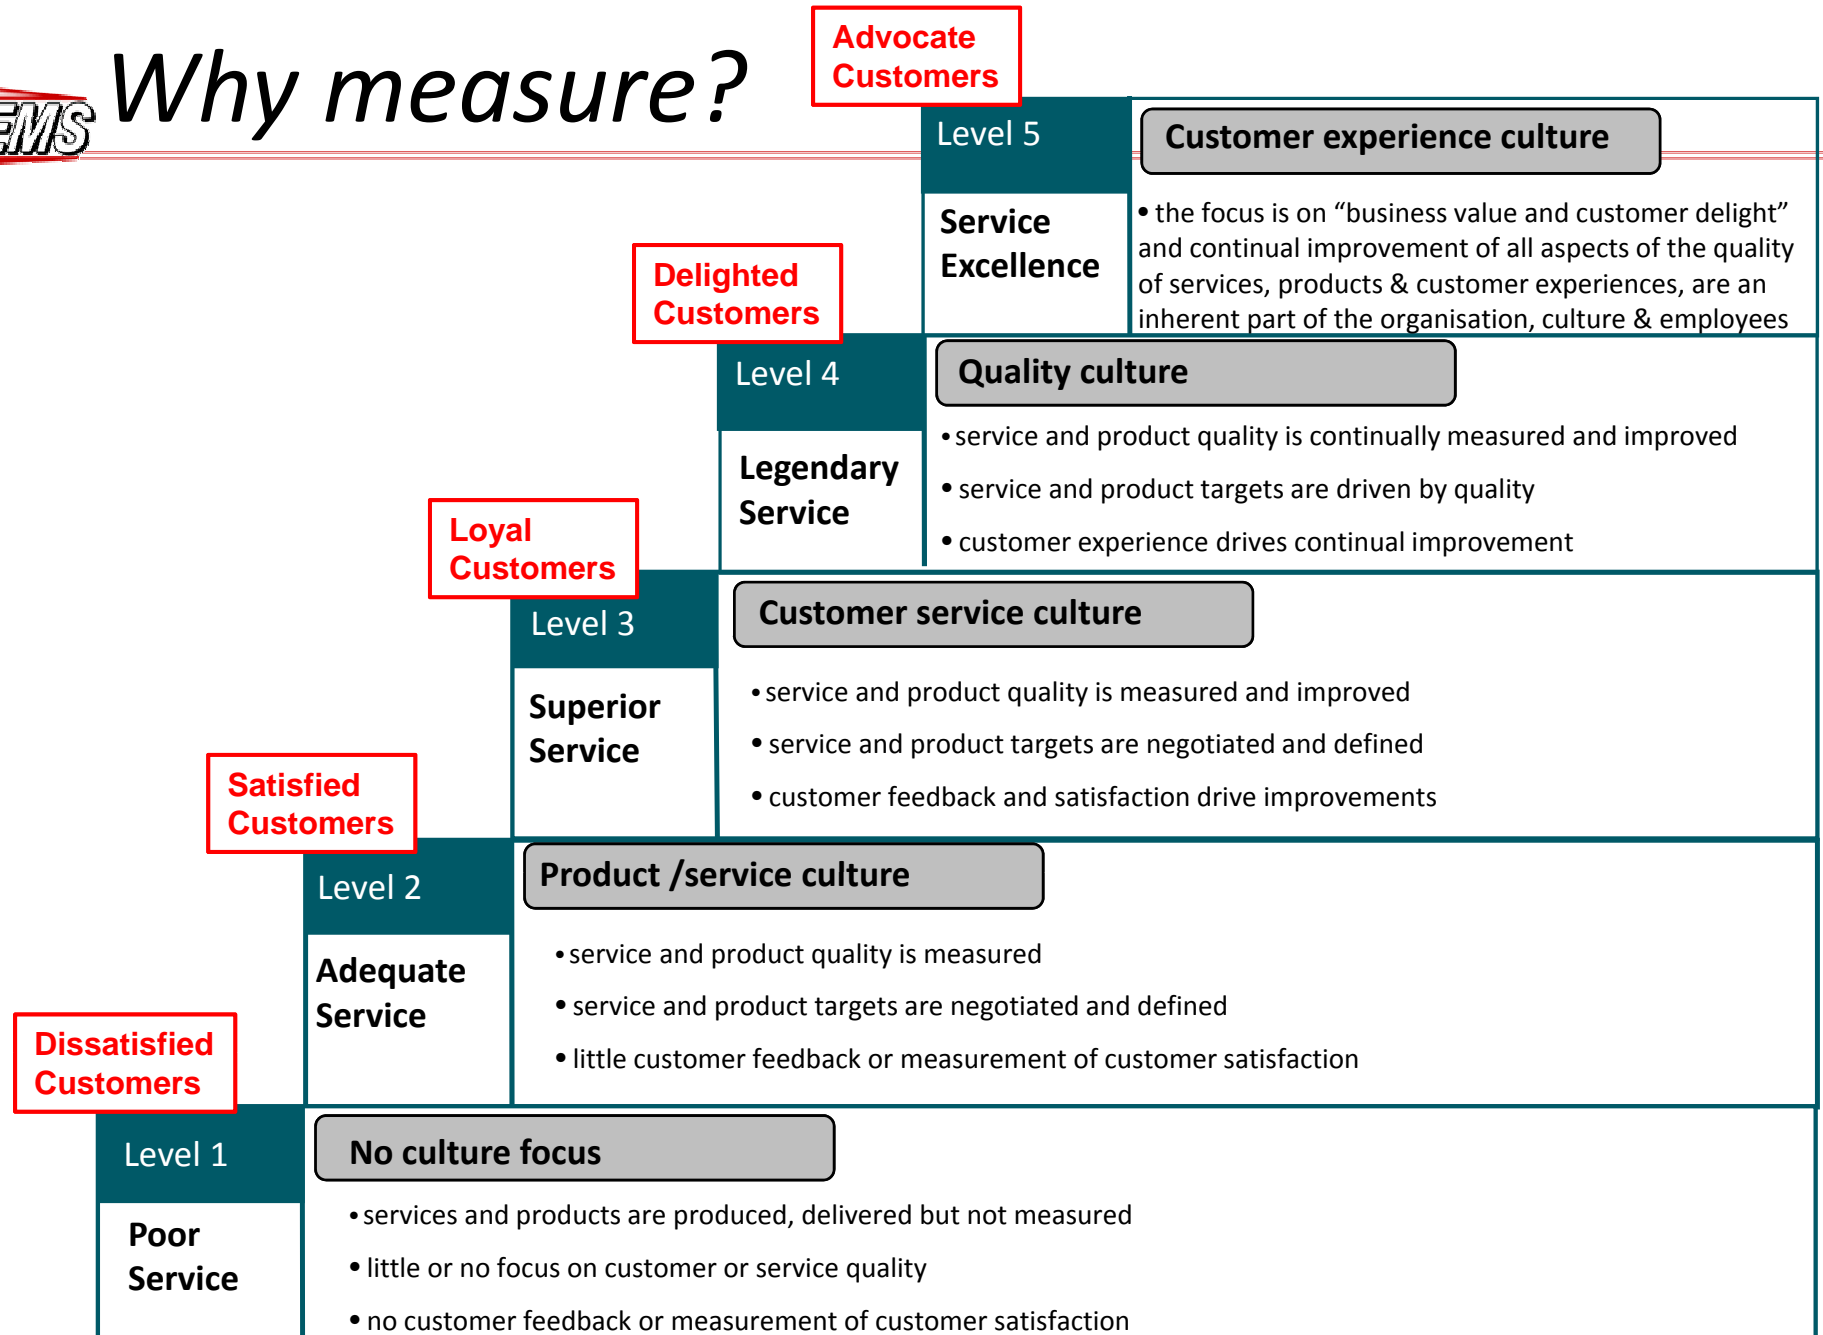 Why measure?
EMS
Advocate
Customers
Level 5
Customer experience culture
Service
Excellence
• the focus is on “business value and customer delight”
and continual improvement of all aspects of the quality
of services, products & customer experiences, are an
inherent part of the organisation, culture & employees
Delighted
Customers
Level 4
Quality culture
Legendary
Service
• service and product quality is continually measured and improved
• service and product targets are driven by quality
• customer experience drives continual improvement
Loyal
Customers
Level 3
Customer service culture
Superior
Service
• service and product quality is measured and improved
• service and product targets are negotiated and defined
• customer feedback and satisfaction drive improvements
Satisfied
Customers
Level 2
Product /service culture
Adequate
Service
• service and product quality is measured
• service and product targets are negotiated and defined
• little customer feedback or measurement of customer satisfaction
Dissatisfied
Customers
Level 1
No culture focus
Poor
Service
• services and products are produced, delivered but not measured
• little or no focus on customer or service quality
• no customer feedback or measurement of customer satisfaction